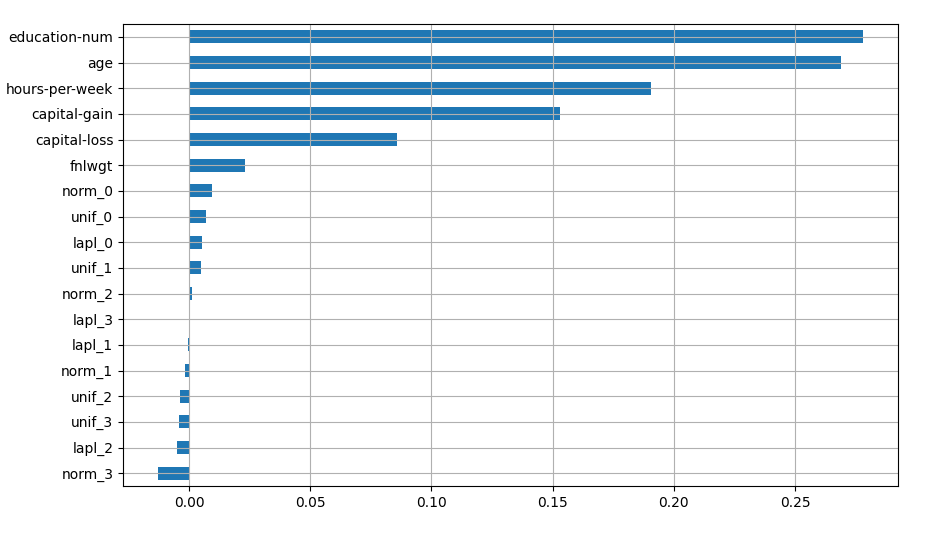 education-num
age
hours-per-week
capital-gain
capital-loss
fnlwgt
norm_0
unif_0
lapl_0
unif_1
norm_2
lapl_3
lapl_1
norm_1
unif_2
unif_3
lapl_2
norm_3
0.00 0.05 0.10 0.15 0.20 0.25